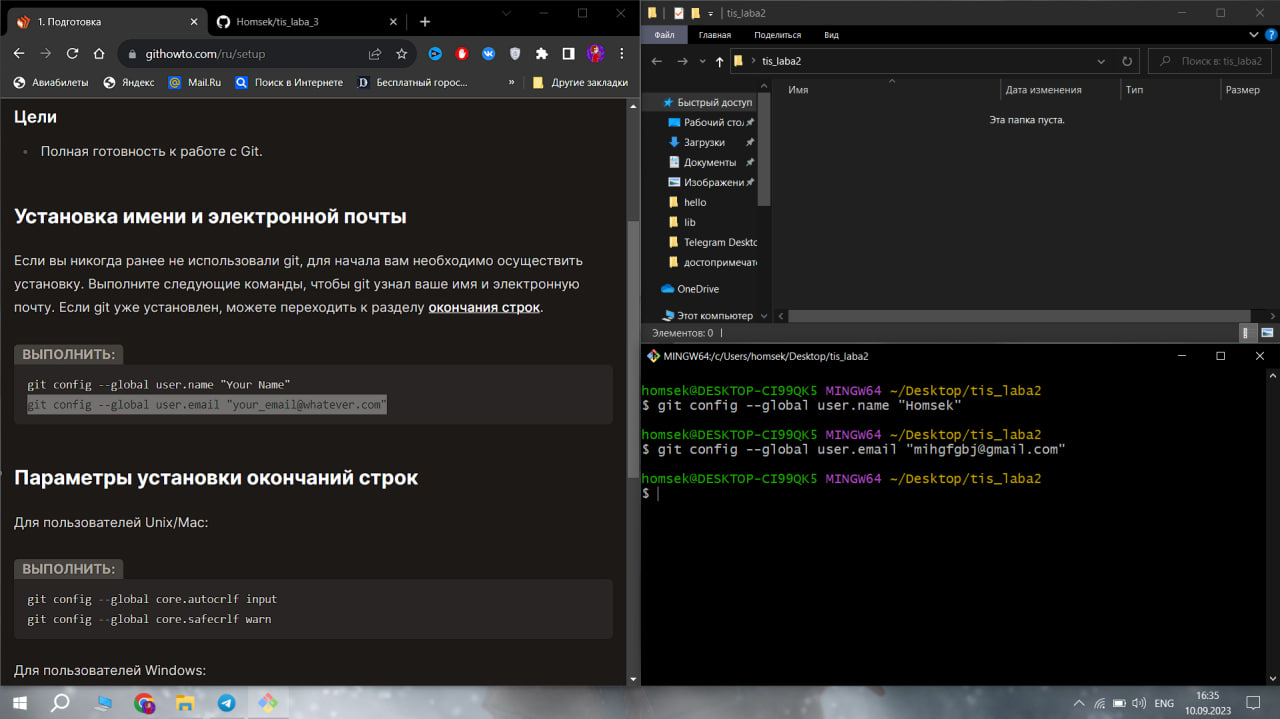 1. Подготовка
Homsek/tis_laba_3
githowto.com/ru/setup
Авиабилеты
Яндекс
Mail.Ru
Поиск в Интернете
Бесплатный горос...
»
Другие закладки
Цели
Полная готовность к работе с Git.
Установка имени и электронной почты
Если вы никогда ранее не использовали git, для начала вам необходимо осуществить
установку. Выполните следующие команды, чтобы git узнал ваше имя и электронную
почту. Если git уже установлен, можете переходить к разделу окончания строк.
ВЫПОЛНИТЬ:
git config --global user.name "Your Name"
git config --global user.email "your_email@whatever.com"
Параметры установки окончаний строк
Для пользователей Unix/Mac:
ВЫПОЛНИТЬ:
git config --global core.autocrlf input
git config --global core.safecrlf warn
Для пользователей Windows:
tis_laba2
Файл
Главная
Поделиться
Вид
tis_laba2
Поиск в: tis_laba2
Имя
Дата изменения
Тип
Размер
Эта папка пуста.
Быстрый доступ
Рабочий стол
Загрузки
Документы
Изображени
hello
lib
Telegram Deskto
достопримечате
OneDrive
Этот компьютер
Элементов: 0
MINGW64:/c/Users/homsek/Desktop/tis_laba2
homsek@DESKTOP-CI99QK5 MINGW64 ~/Desktop/tis_laba2
$ git config --global user.name "Homsek"
homsek@DESKTOP-CI99QK5 MINGW64 ~/Desktop/tis_laba2
$ git config --global user.email "mihgfgbj@gmail.com"
homsek@DESKTOP-CI99QK5 MINGW64 ~/Desktop/tis_laba2
$
ENG
16:35
10.09.2023